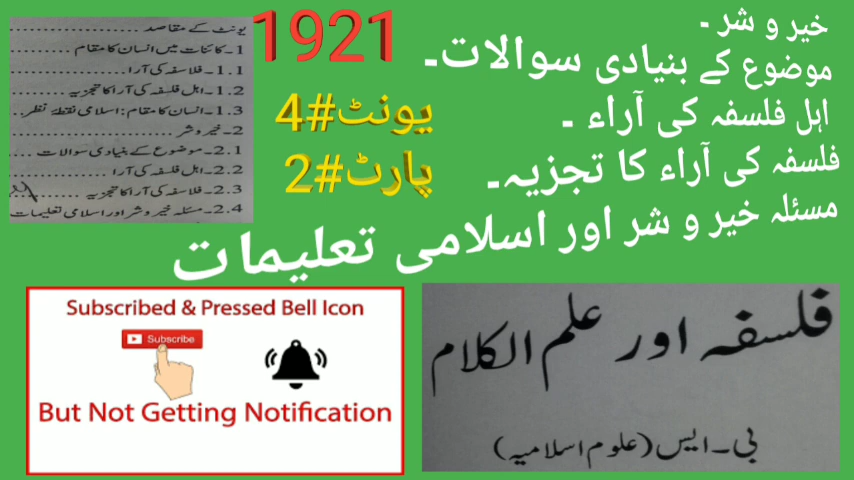 یونٹ کے مقاصد
1۔کائنات میں انسان کا مقام
1.1۔فلاسفہ کی آرا
1.2۔اہل فلسفہ کی آرا کا تجزیہ
1.3۔انسان کا مقام: اسلامی نقطۂ نظر
2۔خیر و شر
2.1۔موضوع کے بنیادی سوالات
2.2۔اہل فلسفہ کی آرا
2.3۔فلاسفہ کی آرا کا تجزیہ
2.4۔مسئلہ خیر و شر اور اسلامی تعلیمات
1921
یونٹ#4
پارٹ#2
خیر و شر ۔
موضوع کے بنیادی سوالات۔
اہل فلسفہ کی آراء ۔
فلسفہ کی آراء کا تجزیہ۔
مسئلہ خیر و شر اور اسلامی تعلیمات
Subscribed & Pressed Bell Icon
Subscribe
But Not Getting Notification
فلسفہ اور علم الکلام
بی۔ایس(علوم اسلامیہ)